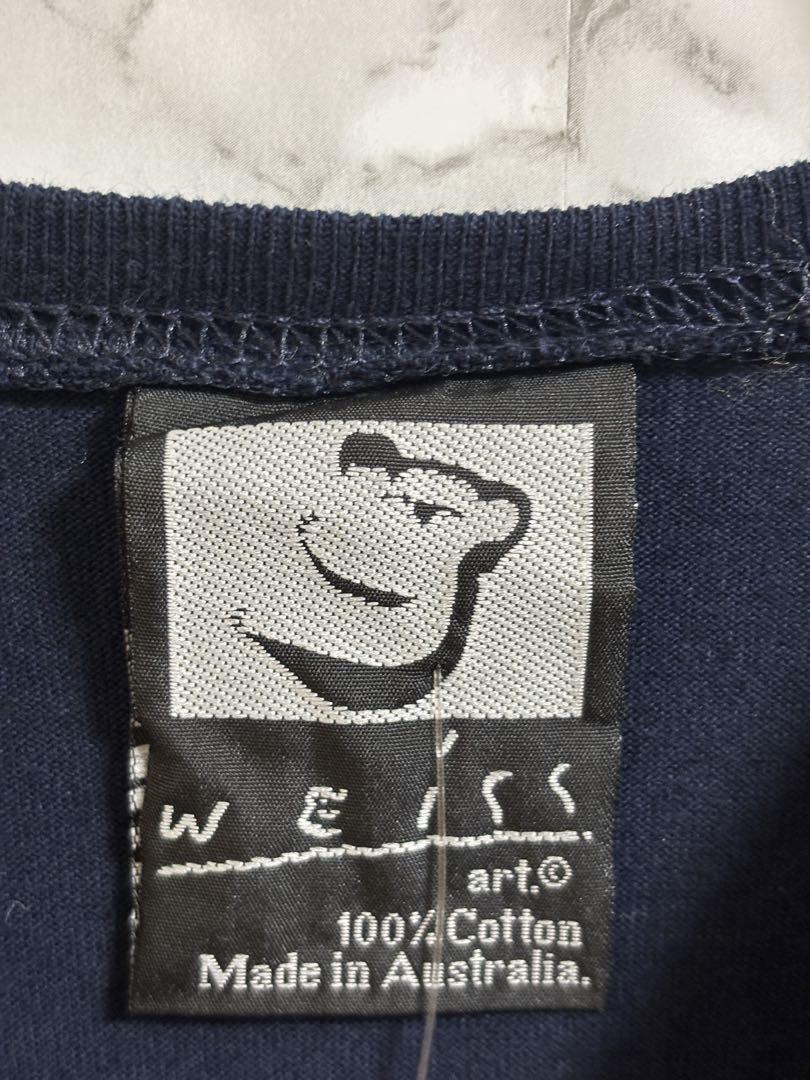 weiss
art.©
100% Cotton
Made in Australia.